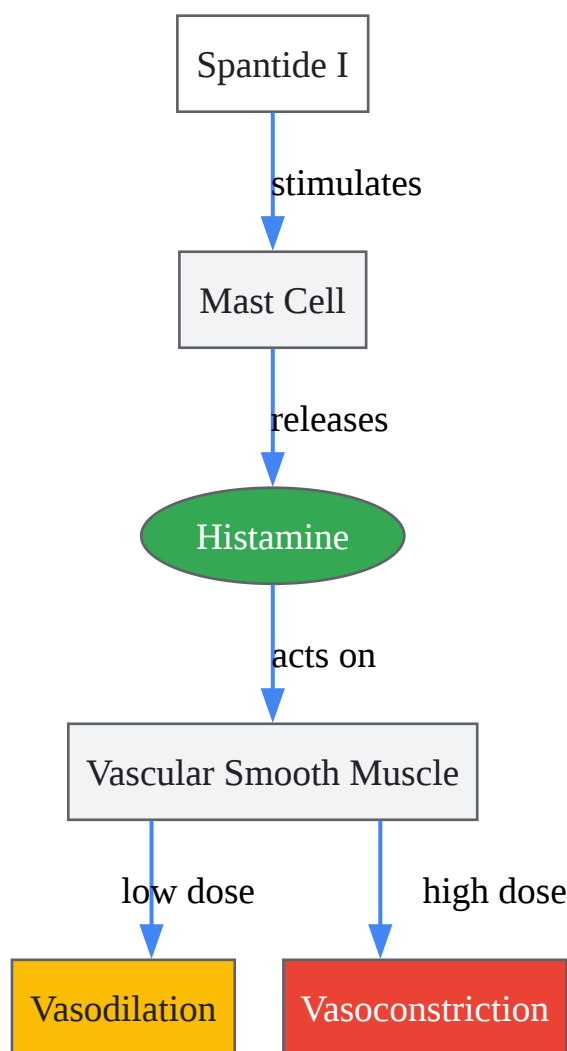 Spantide I
stimulates
Mast Cell
releases
Histamine
acts on
Vascular Smooth Muscle
low dose
high dose
Vasodilation
Vasoconstriction